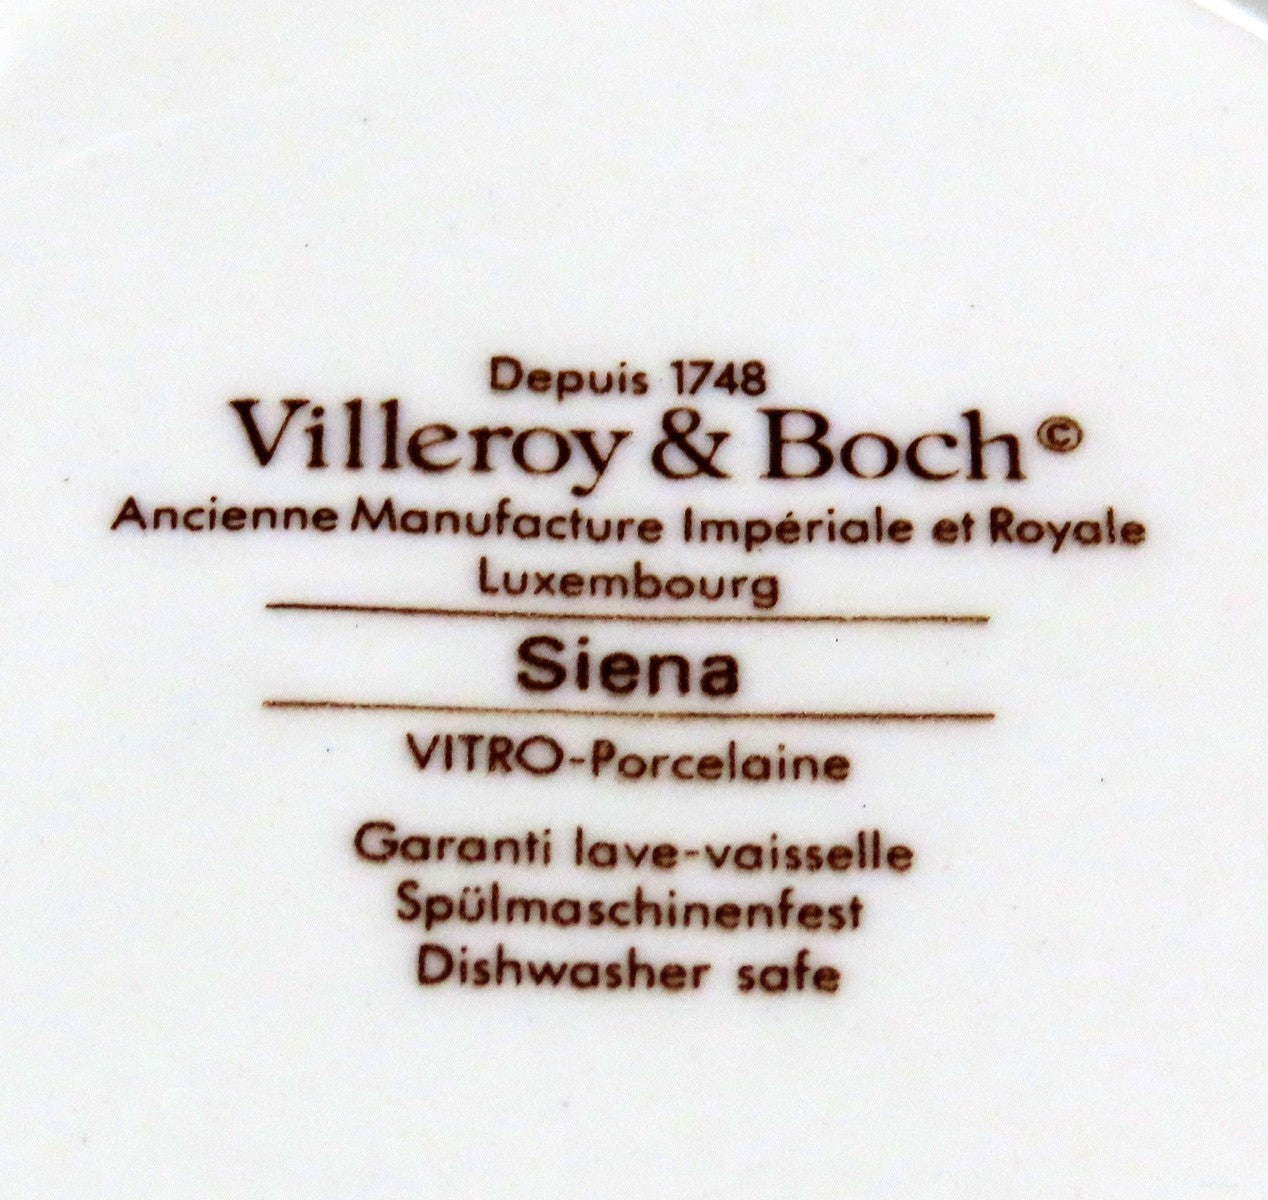 Depuis 1748
Villeroy & Boch©
Ancienne Manufacture Impériale et Royale
Luxembourg
Siena
VITRO-Porcelaine
Garanti lave-vaisselle
Spülmaschinenfest
Dishwasher safe